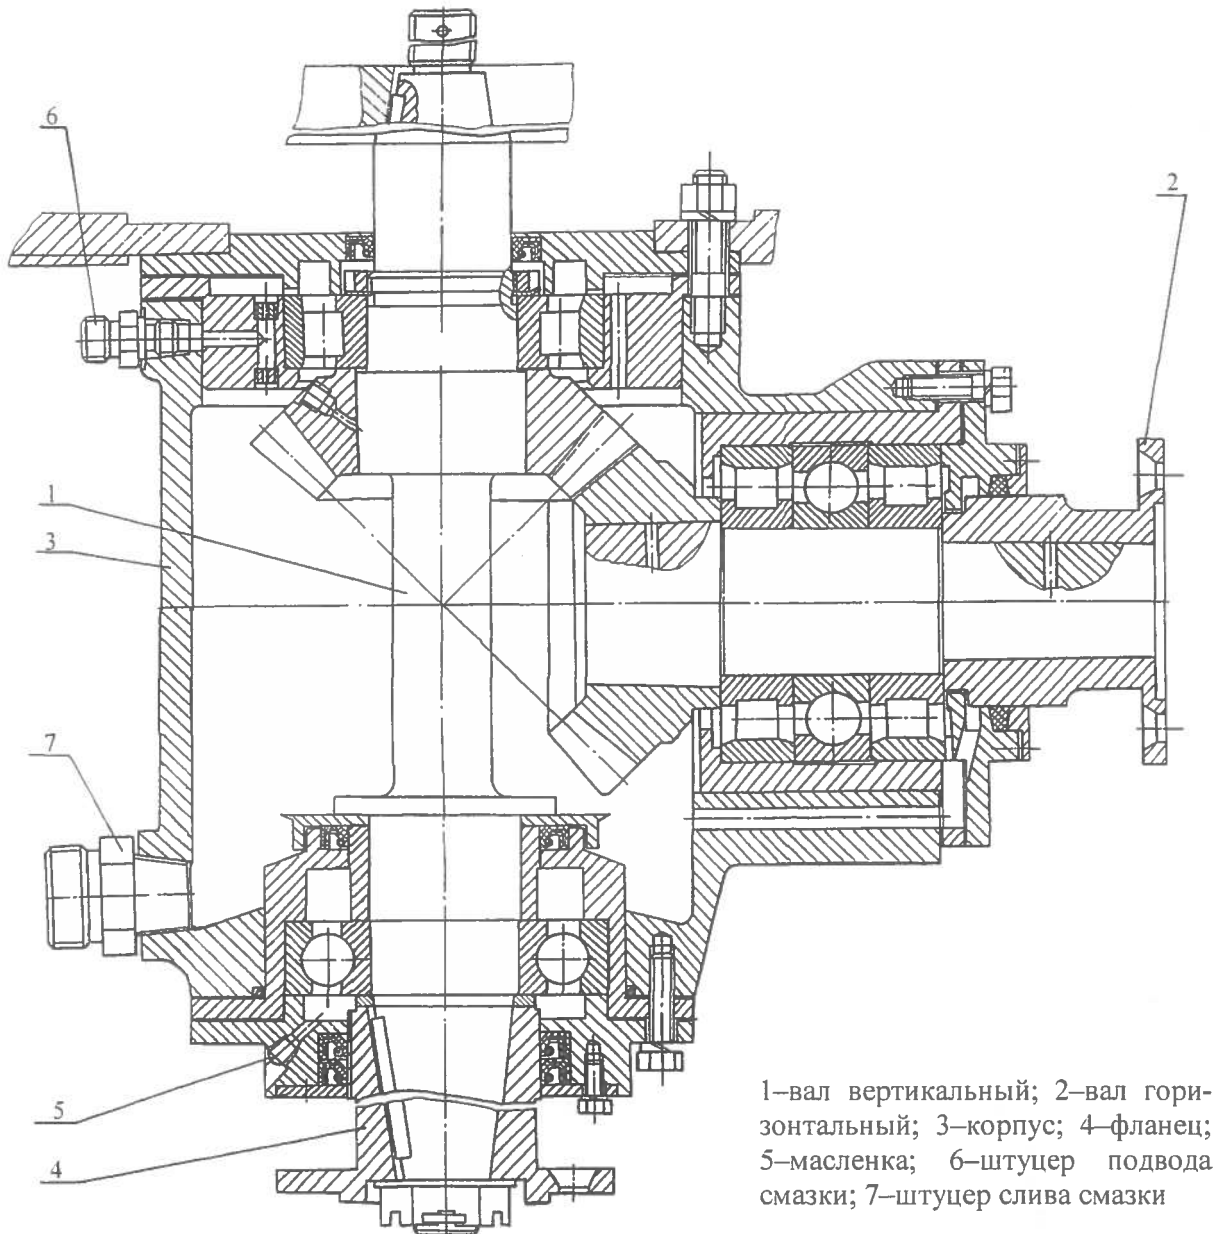 6
2
1
3
7
5
4
1–вал вертикальный; 2–вал гори-
зонтальный; 3–корпус; 4–фланец;
5–масленка; 6–штуцер подвода
смазки; 7–штуцер слива смазки